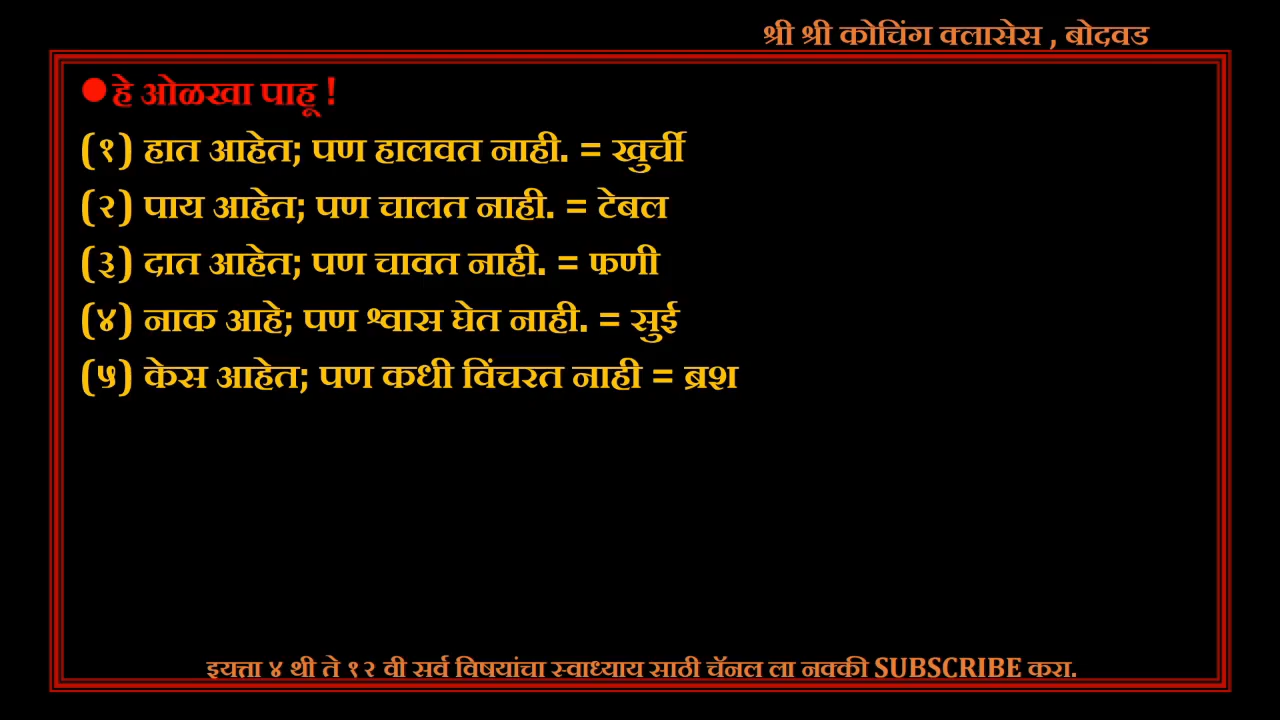 श्री श्री कोचिंग क्लासेस , बोदवड
हे ओळखा पाहू !
(१) हात आहेत; पण हालवत नाही. = खुर्ची
(२) पाय आहेत; पण चालत नाही. = टेबल
(३) दात आहेत; पण चावत नाही. = फणी
(४) नाक आहे; पण श्वास घेत नाही. = सुई
(५) केस आहेत; पण कधी विंचरत नाही = ब्रश
इयत्ता ४ थी ते १२ वी सर्व विषयांचा स्वाध्याय साठी चॅनल ला नक्की SUBSCRIBE करा.